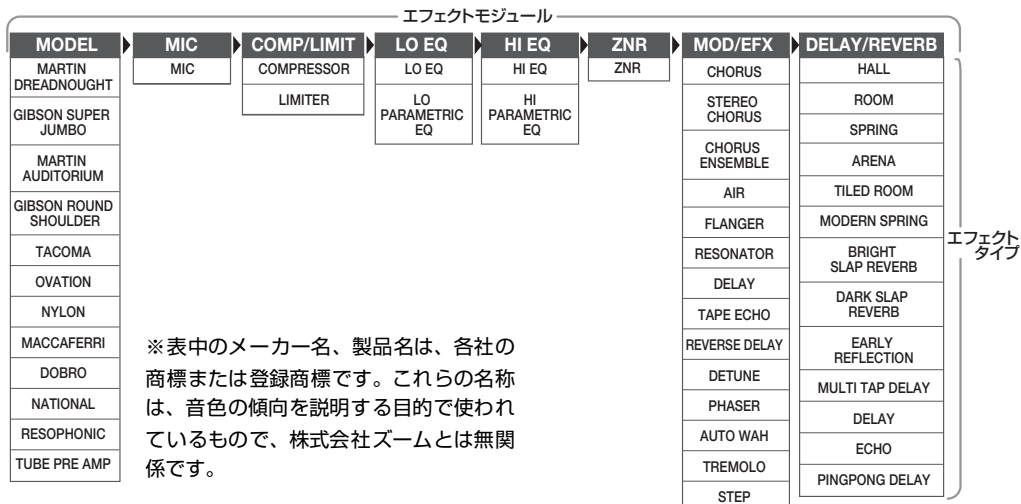 エフェクトモジュール
MODEL
MARTIN
DREADNOUGHT
GIBSON SUPER
JUMBO
MARTIN
AUDITORIUM
GIBSON ROUND
SHOULDER
TACOMA
OVATION
NYLON
MACCAFERRI
DOBRO
NATIONAL
RESOPHONIC
TUBE PRE AMP
MIC
MIC
COMP/LIMIT
COMPRESSOR
LIMITER
LO EQ
LO EQ
LO
PARAMETRIC
EQ
HI EQ
HI EQ
HI
PARAMETRIC
EQ
ZNR
ZNR
MOD/EFX
CHORUS
STEREO
CHORUS
CHORUS
ENSEMBLE
AIR
FLANGER
RESONATOR
DELAY
TAPE ECHO
REVERSE DELAY
DETUNE
PHASER
AUTO WAH
TREMOLO
STEP
DELAY/REVERB
HALL
ROOM
SPRING
ARENA
TILED ROOM
MODERN SPRING
BRIGHT
SLAP REVERB
DARK SLAP
REVERB
EARLY
REFLECTION
MULTI TAP DELAY
DELAY
ECHO
PINGPONG DELAY
エフェクト
タイプ
※表中のメーカー名、製品名は、各社の
商標または登録商標です。これらの名称
は、音色の傾向を説明する目的で使われ
ているもので、株式会社ズームとは無関
係です。